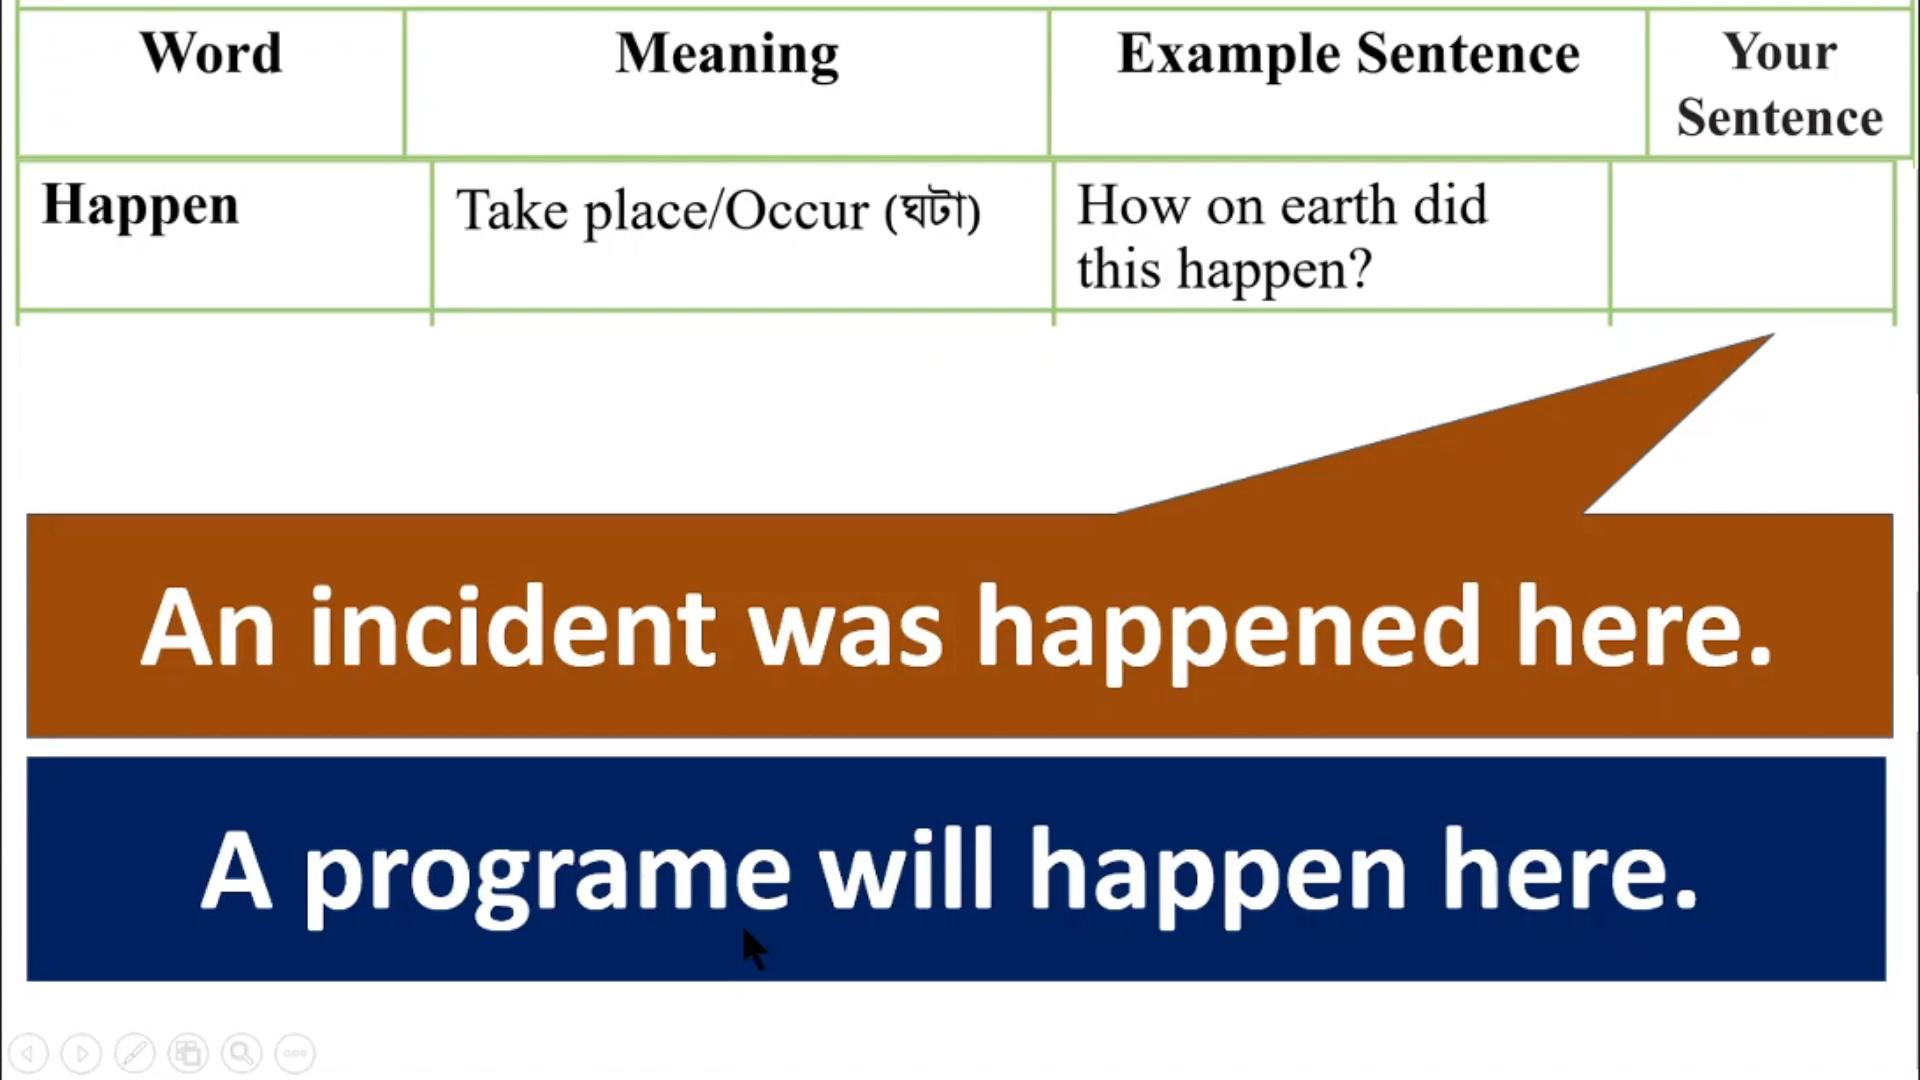 Word Meaning Example Sentence Your Sentence
Happen Take place/Occur (ঘটা) How on earth did
this happen?
An incident was happened here.
A programe will happen here.